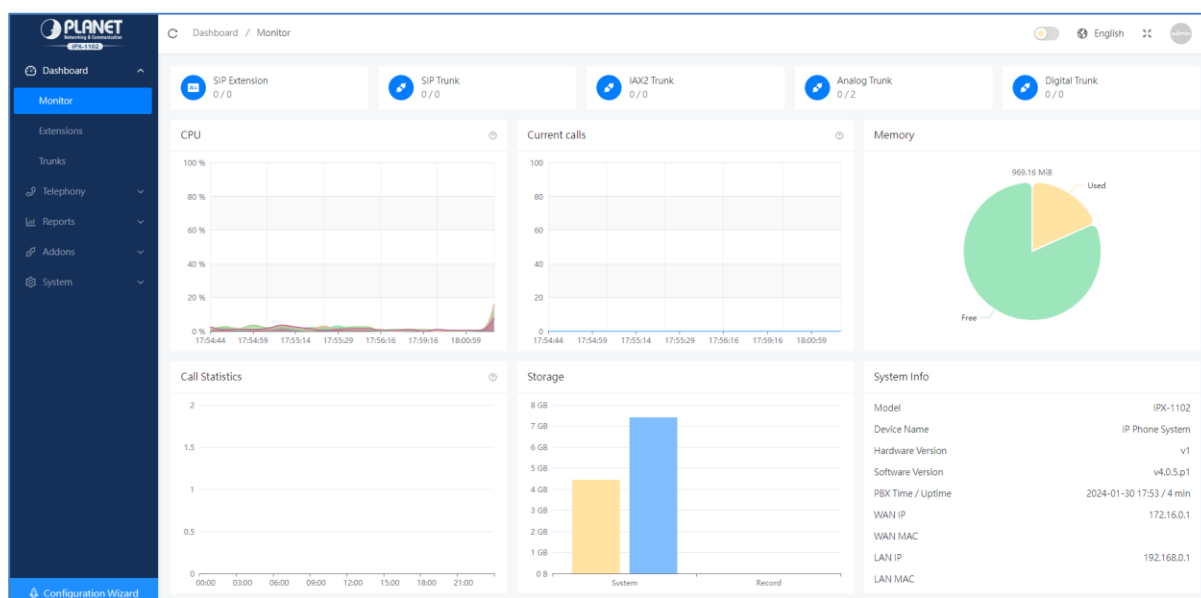 PLANET
Networking & Communication
IPX-1102
Dashboard
Monitor
Extensions
Trunks
Telephony
Reports
Addons
System
Configuration Wizard
Dashboard / Monitor
English
admin
SIP Extension
0 / 0
SIP Trunk
0 / 0
IAX2 Trunk
0 / 0
Analog Trunk
0 / 2
Digital Trunk
0 / 0
CPU
100 %
80 %
60 %
40 %
20 %
0 %
17:54:44 17:54:59 17:55:14 17:55:29 17:56:16 17:59:16 18:00:59
Current calls
100
80
60
40
20
0
17:54:44 17:54:59 17:55:14 17:55:29 17:56:16 17:59:16 18:00:59
Memory
969.16 MiB
Used
Free
Call Statistics
2
1.5
1
0.5
0
00:00 03:00 06:00 09:00 12:00 15:00 18:00 21:00
Storage
8 GB
7 GB
6 GB
5 GB
4 GB
3 GB
2 GB
1 GB
0 B
System Record
System Info
Model IPX-1102
Device Name IP Phone System
Hardware Version v1
Software Version v4.0.5.p1
PBX Time / Uptime 2024-01-30 17:53 / 4 min
WAN IP 172.16.0.1
WAN MAC
LAN IP 192.168.0.1
LAN MAC